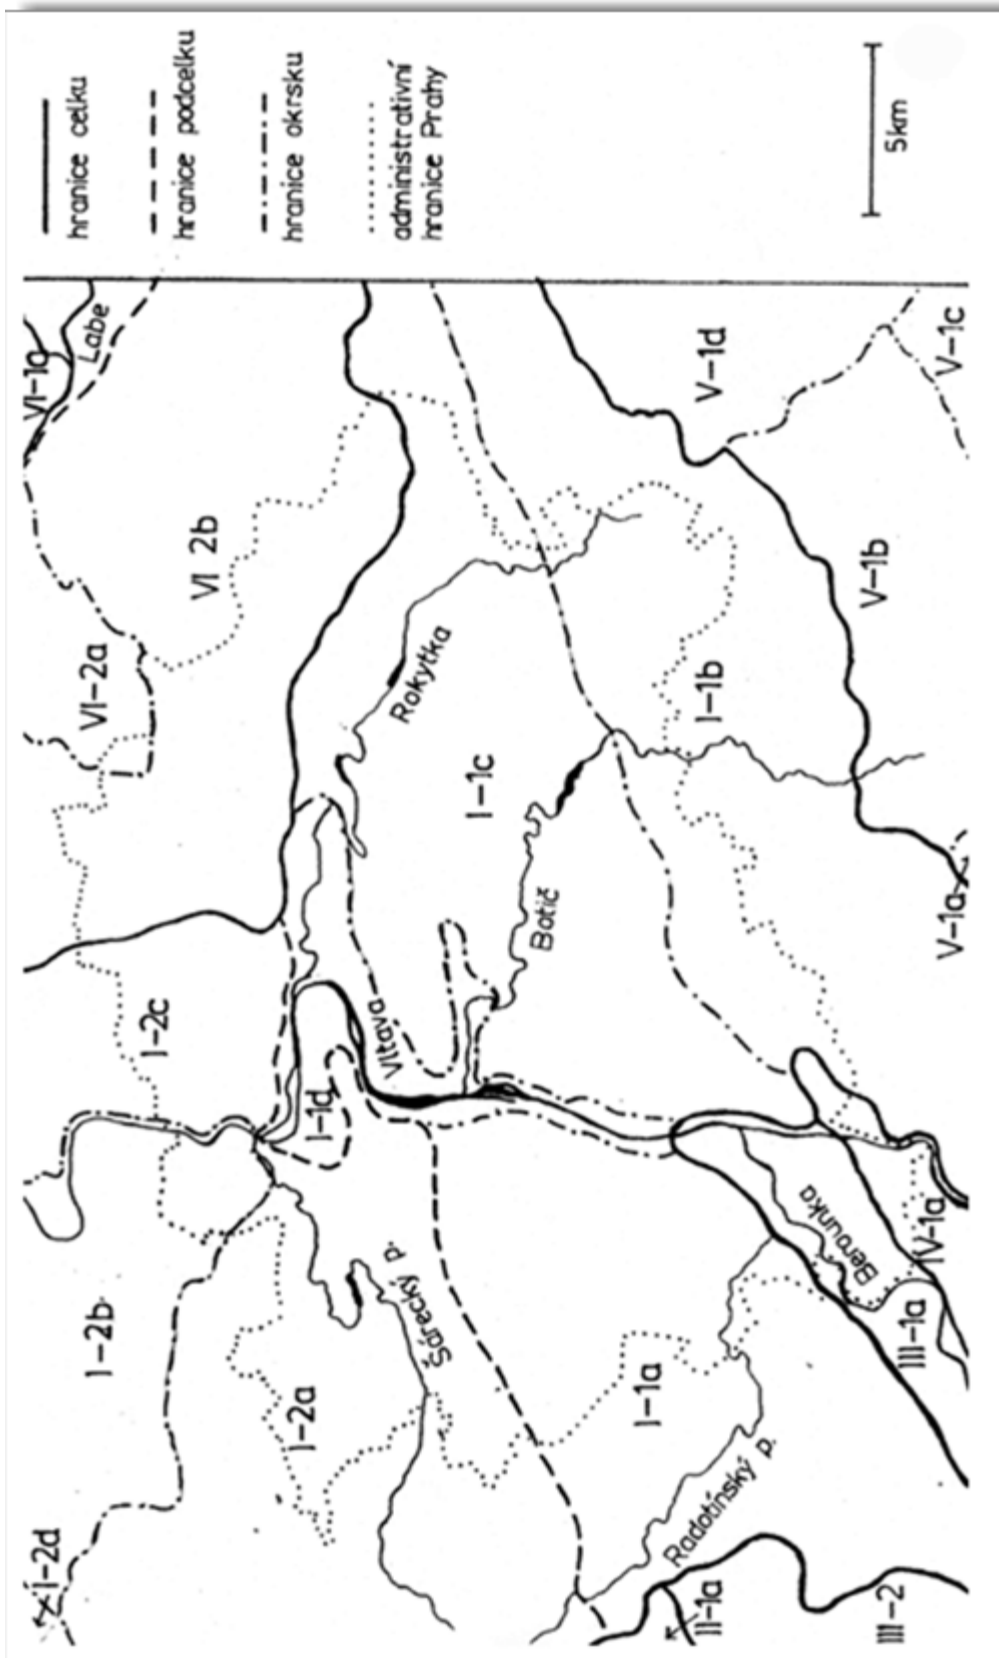 hranice celku
hranice podcelku
hranice okrsku
administrativní
hranice Prahy
5km
I-2d
I-2b
I-2c
VI-2a
VI-1a
Labe
VI 2b
I-2a
Šárecký p.
I-1d
Vltava
Rokytka
I-1c
Botič
II-1a
Radotínský p.
I-1a
Berounka
I-1b
V-1d
III-2
III-1a
IV-1a
V-1a
V-1b
V-1c